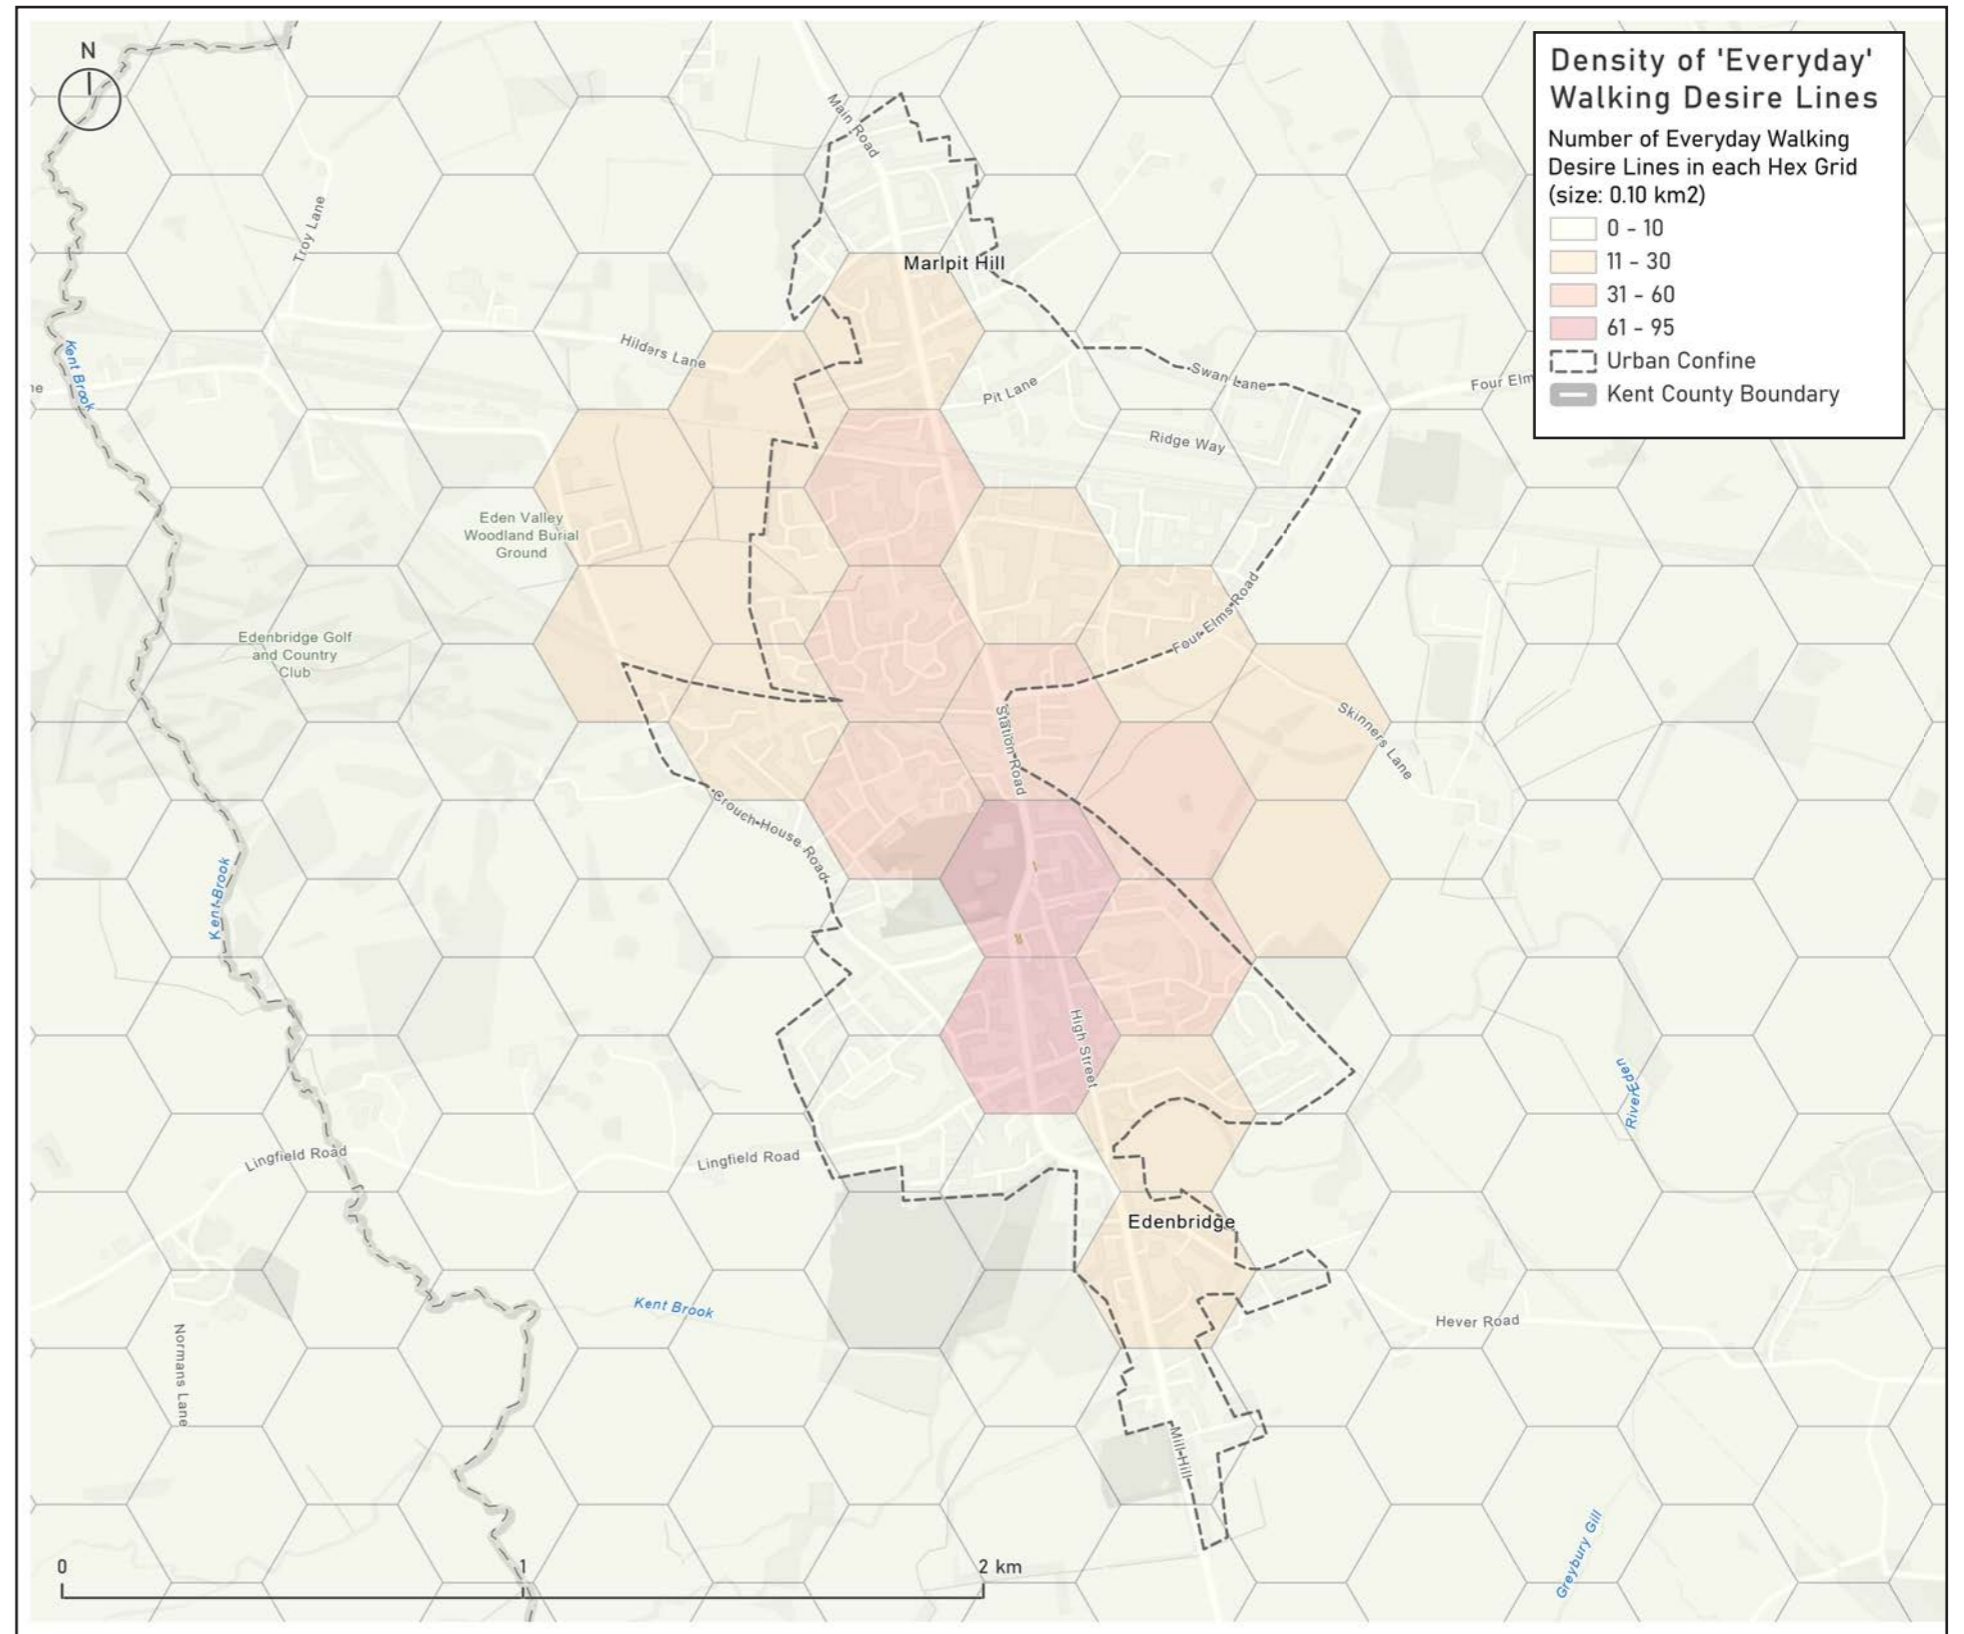 N
Density of 'Everyday'
Walking Desire Lines
Number of Everyday Walking
Desire Lines in each Hex Grid
(size: 0.10 km2)
0 - 10
11 - 30
31 - 60
61 - 95
Urban Confine
Kent County Boundary
Main Road
Troy Lane
Marlpit Hill
Hilders Lane
Kent Brook
ne
Pit Lane
Swan Lane
Four Elm
Ridge Way
Eden Valley
Woodland Burial
Ground
Four Elms Road
Edenbridge Golf
and Country
Club
Station Road
Skinners Lane
Crouch House Road
Kent Brook
High Street
River Eden
Lingfield Road
Lingfield Road
Edenbridge
Kent Brook
Hever Road
Normans Lane
Mill Hill
Greybury Gill
0 1 2 km